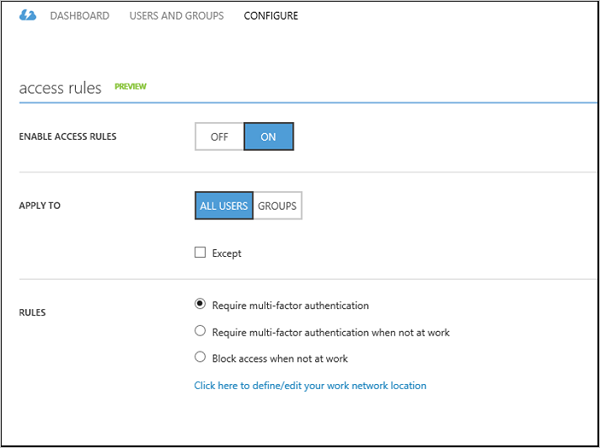 DASHBOARD USERS AND GROUPS CONFIGURE
access rules PREVIEW
ENABLE ACCESS RULES OFF ON
APPLY TO ALL USERS GROUPS
Except
RULES Require multi-factor authentication
Require multi-factor authentication when not at work
Block access when not at work
Click here to define/edit your work network location